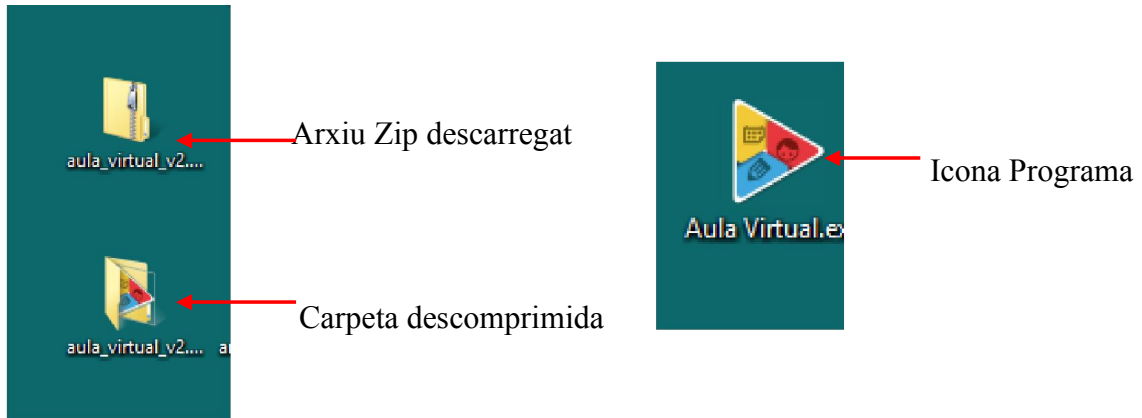 aula_virtual_v2....
Arxiu Zip descarregat
aula_virtual_v2....
Carpeta descomprimida
Aula Virtual.ex
Icona Programa